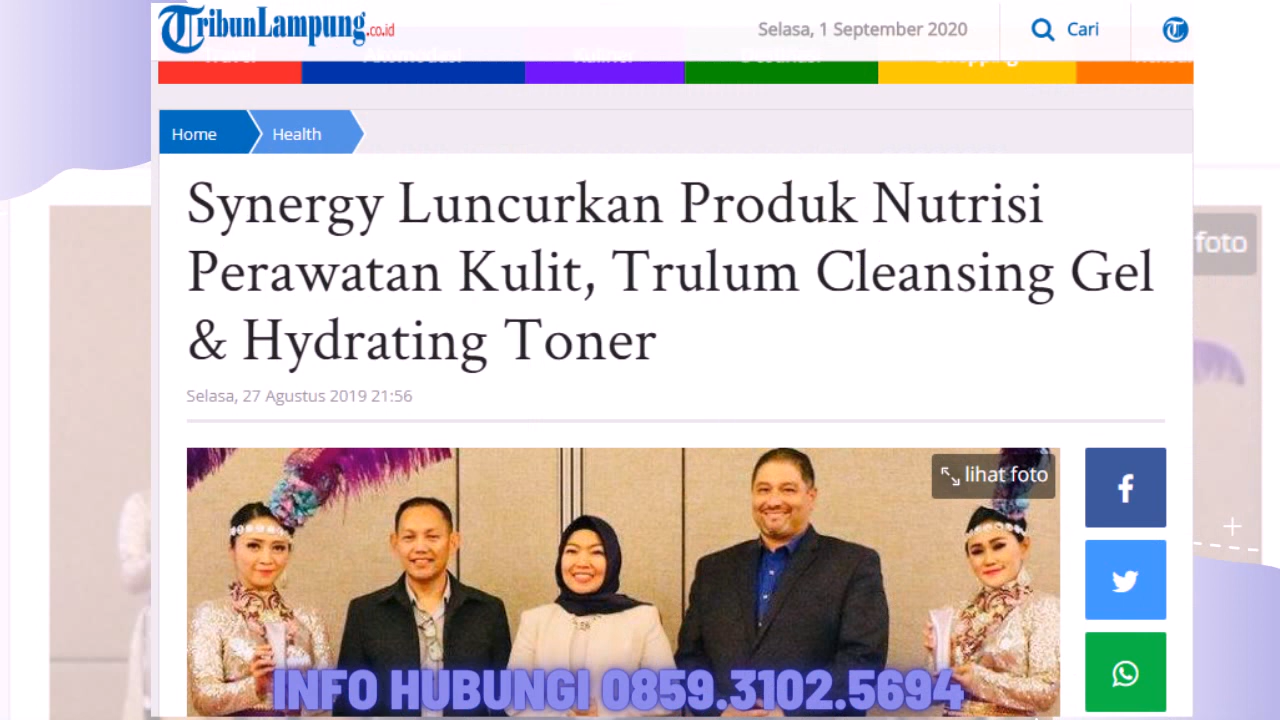 TribunLampung.co.id
Selasa, 1 September 2020
Cari
Shopping
Home
Health
Synergy Luncurkan Produk Nutrisi
Perawatan Kulit, Trulum Cleansing Gel
& Hydrating Toner
Selasa, 27 Agustus 2019 21:56
lihat foto
foto
INFO HUBUNGI 0859.3102.5694